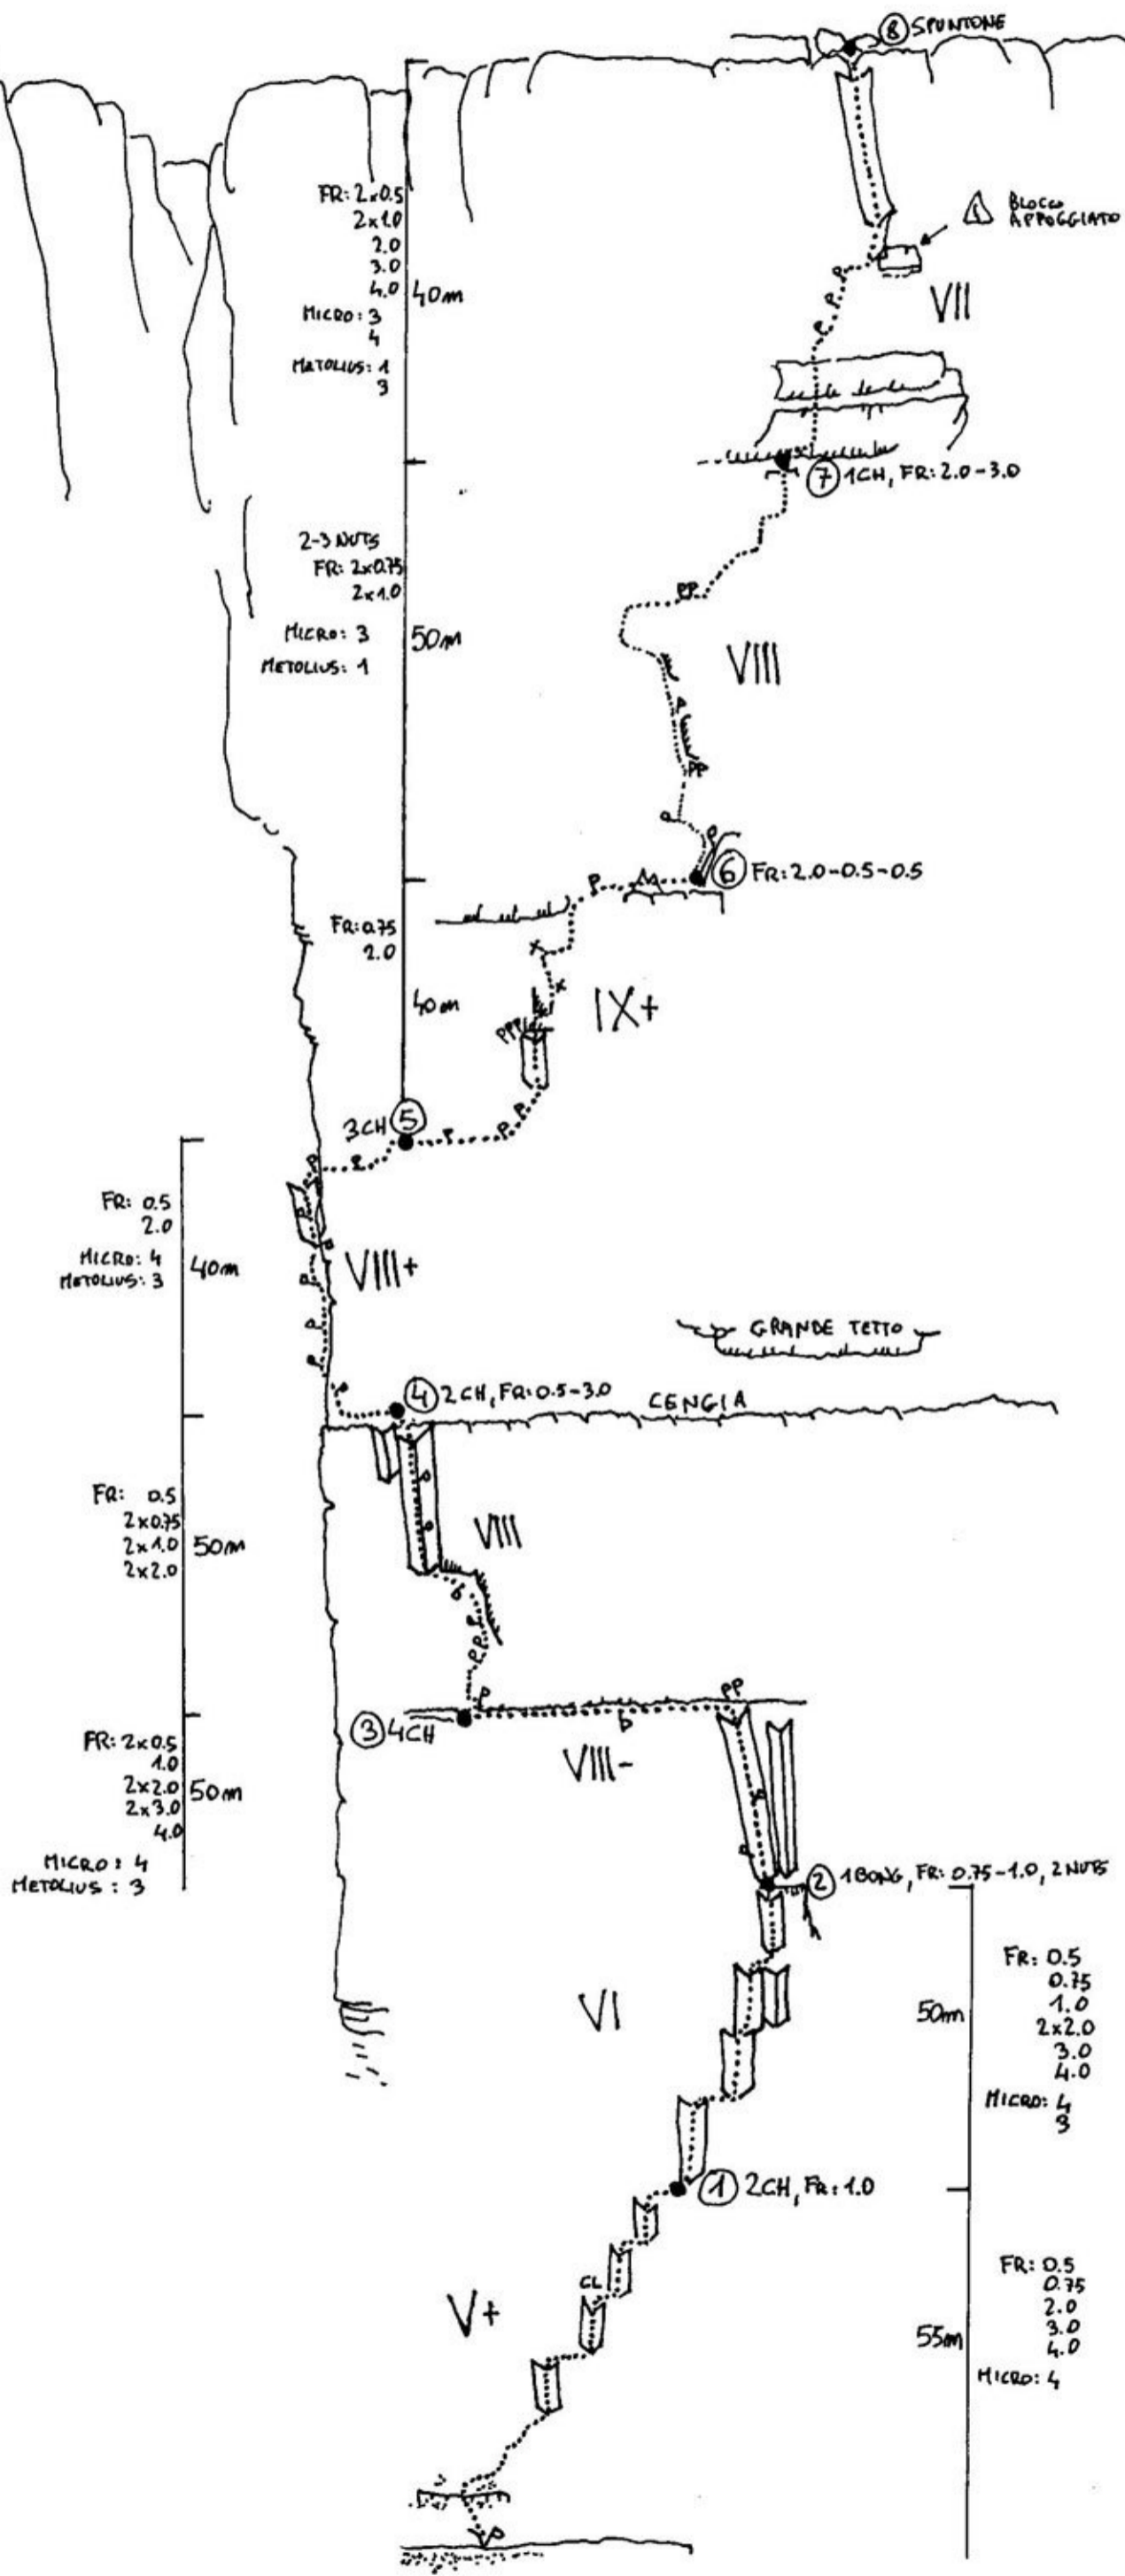 ⑧ SPUNTONE
FR: 2x0.5
2x1.0
2.0
3.0
4.0
40m
MICRO: 3
4
METOLIUS: 1
3
BLOCCO
APPOGGIATO
P
P
P
VII
⑦ 1CH, FR: 2.0-3.0
2-3 NUTS
FR: 2x0.75
2x1.0
MICRO: 3
METOLIUS: 1
50m
PP
VIII
P
PP
P
P
⑥ FR: 2.0-0.5-0.5
P
FR: 0.75
2.0
X
X
40m
IX+
PPP
P
P
P
3CH ⑤
P
P
P
P
P
P
P
P
FR: 0.5
2.0
MICRO: 4
METOLIUS: 3
40m
VIII+
GRANDE TETTO
④ 2CH, FR: 0.5-3.0
CENGIA
FR: 0.5
2x0.75
2x1.0
2x2.0
50m
P
P
VIII
P
P
PP
P
PP
③ 4CH
P
VIII-
FR: 2x0.5
1.0
2x2.0
2x3.0
4.0
50m
MICRO: 4
METOLIUS: 3
P
P
② 1BONG, FR: 0.75-1.0, 2NUTS
FR: 0.5
0.75
1.0
2x2.0
3.0
4.0
50m
MICRO: 4
3
VI
① 2CH, FR: 1.0
CL
V+
FR: 0.5
0.75
2.0
3.0
4.0
55m
MICRO: 4
P